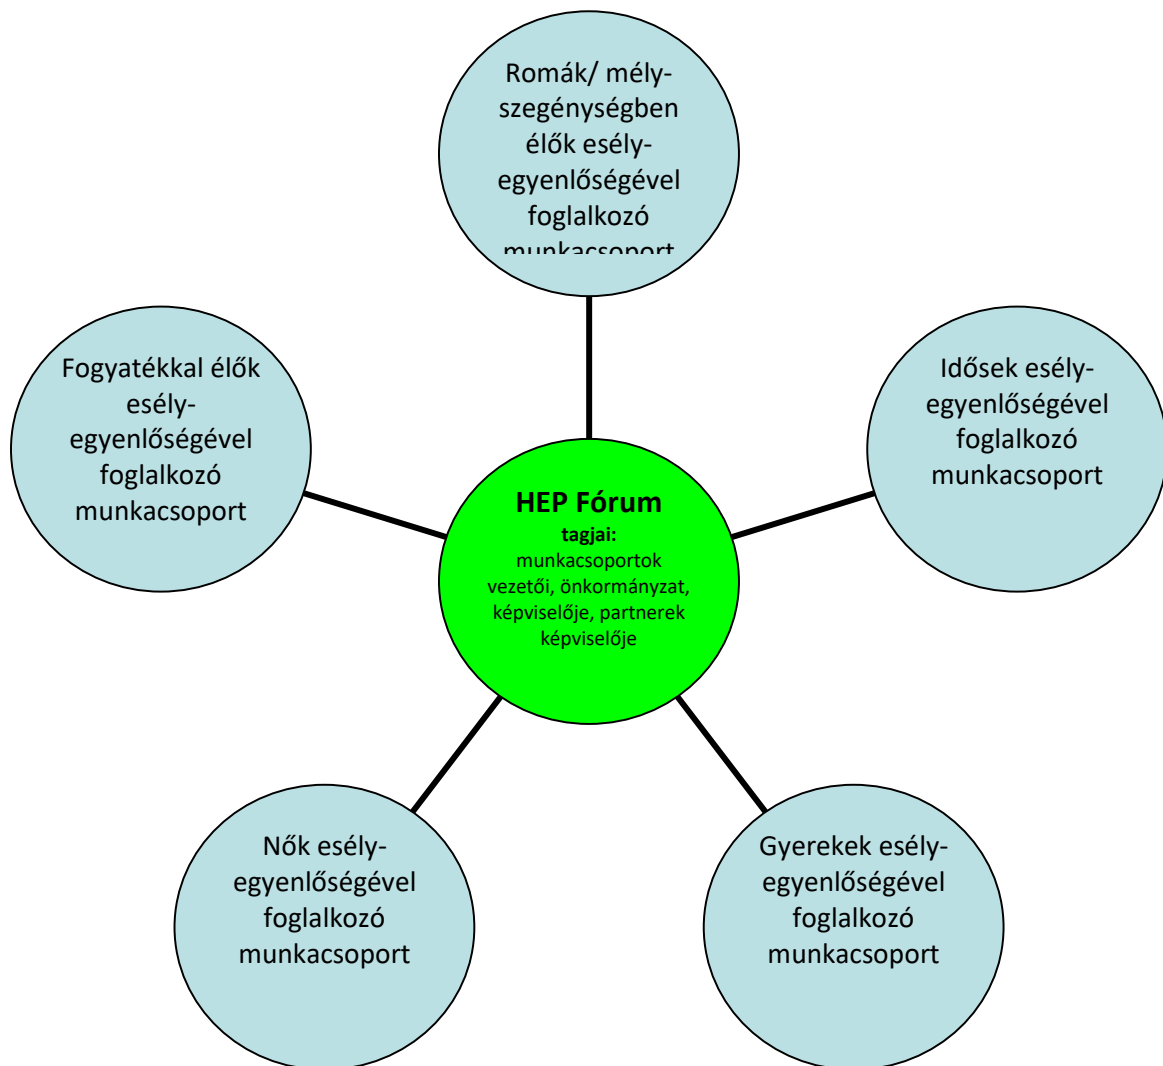 Romák/ mély-
szegénységben
élők esély-
egyenlőségével
foglalkozó
munkacsoport
Fogyatékkal élők
esély-
egyenlőségével
foglalkozó
munkacsoport
Idősek esély-
egyenlőségével
foglalkozó
munkacsoport
HEP Fórum
tagjai:
munkacsoportok
vezetői, önkormányzat,
képviselője, partnerek
képviselője
Nők esély-
egyenlőségével
foglalkozó
munkacsoport
Gyerekek esély-
egyenlőségével
foglalkozó
munkacsoport